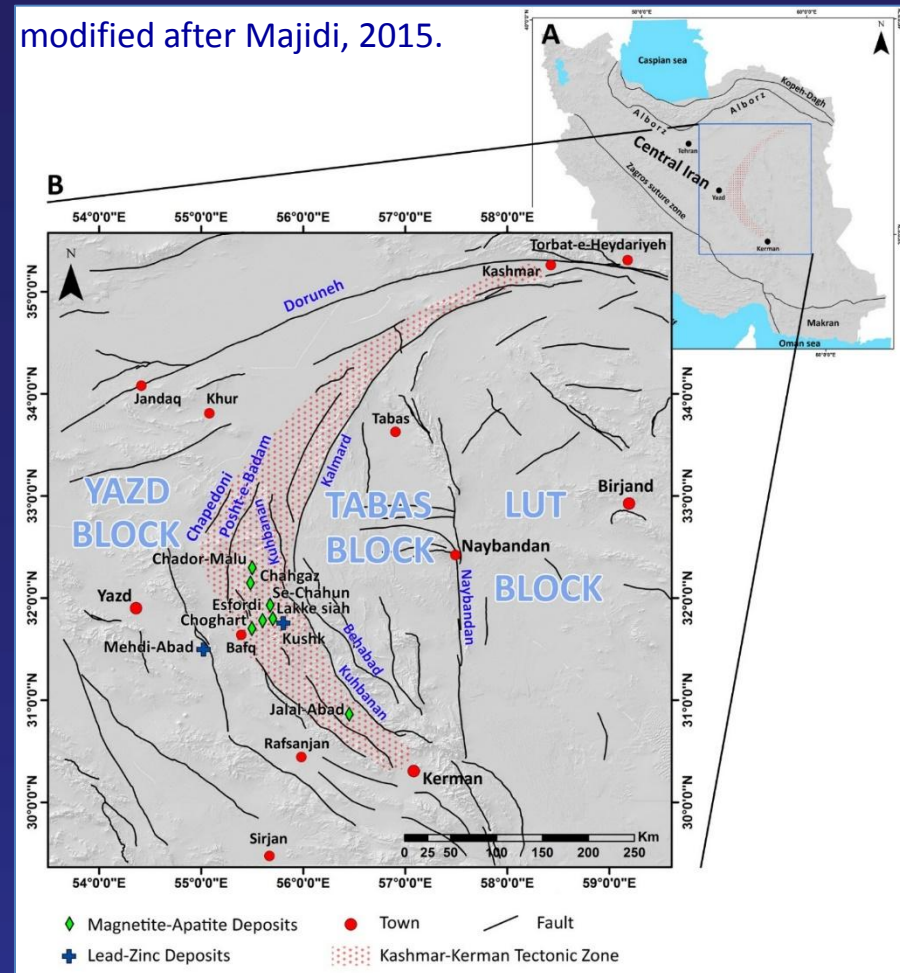 modified after Majidi, 2015.
A
N
Caspian sea
Kopeh-Dagh
Alborz
Alborz
Tehran
Central Iran
Yazd
Zagros suture zone
Kerman
Makran
Oman sea
B
54°0'0"E 55°0'0"E 56°0'0"E 57°0'0"E 58°0'0"E
N
Torbat-e-Heydariyeh
Kashmar
Doruneh
35°0'0"N
35°0'0"N
Jandaq
Khur
34°0'0"N
34°0'0"N
Tabas
Kalmard
Chapedoni
Posht-e-Badam
Kuhbanan
33°0'0"N
33°0'0"N
YAZD
BLOCK
TABAS
BLOCK
LUT
BLOCK
Birjand
Naybandan
Naybandan
Chador-Malu
Chahgaz
Se-Chahun
Esfordi
Lakke siah
Choghart
Kushk
Bafq
Yazd
32°0'0"N
32°0'0"N
Mehdi-Abad
Behabad
Kuhbanan
31°0'0"N
31°0'0"N
Jalal-Abad
Rafsanjan
Kerman
30°0'0"N
30°0'0"N
Sirjan
Km
0 25 50 100 150 200 250
54°0'0"E 55°0'0"E 56°0'0"E 57°0'0"E 58°0'0"E 59°0'0"E
Magnetite-Apatite Deposits Town Fault
Lead-Zinc Deposits Kashmar-Kerman Tectonic Zone